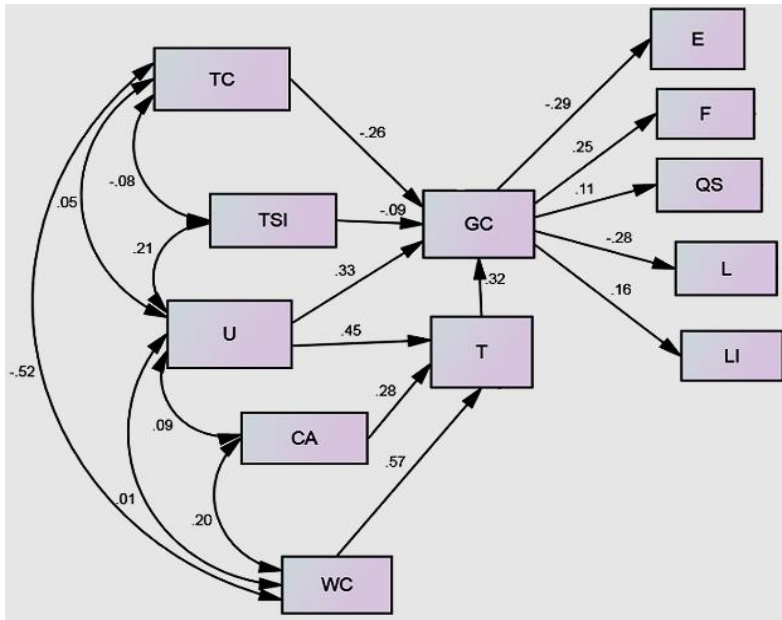 E
TC
F
-.29
-.26
.25
QS
-.08
.11
.05
TSI
-.09
GC
-.28
L
.21
.33
.32
.16
U
.45
T
LI
-.52
.28
.09
CA
.57
.01
.20
WC